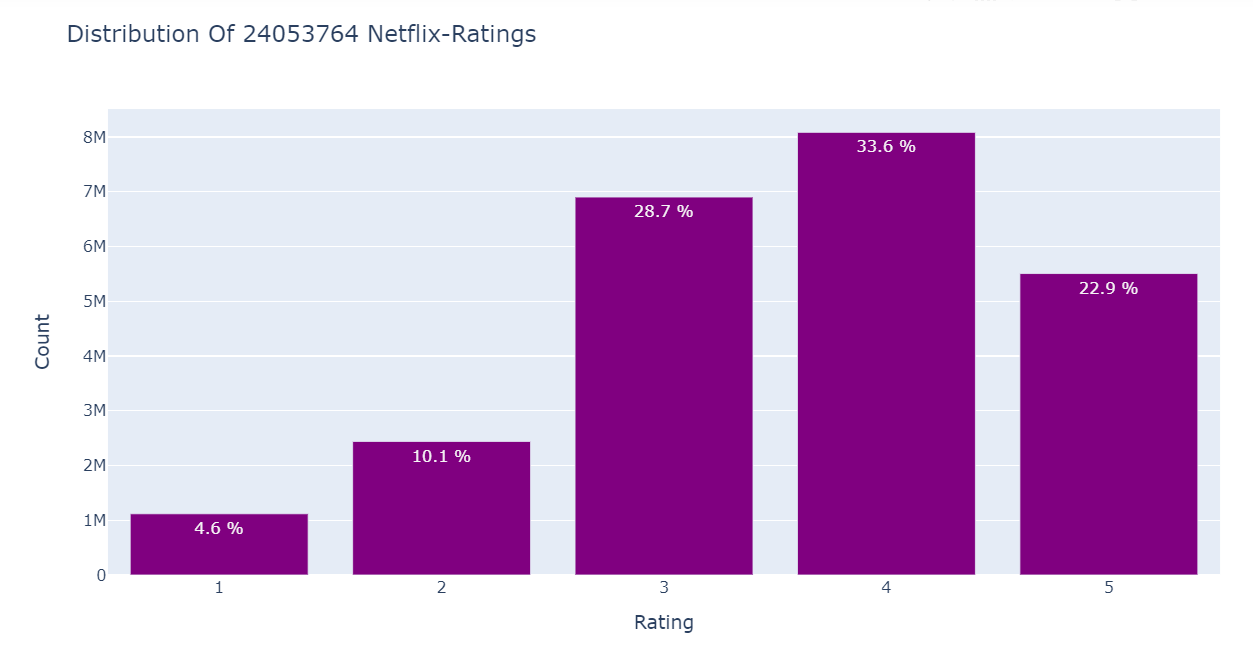 Distribution Of 24053764 Netflix-Ratings
8M
7M
6M
5M
4M
3M
2M
1M
0
Count
4.6 %
10.1 %
28.7 %
33.6 %
22.9 %
1
2
3
4
5
Rating